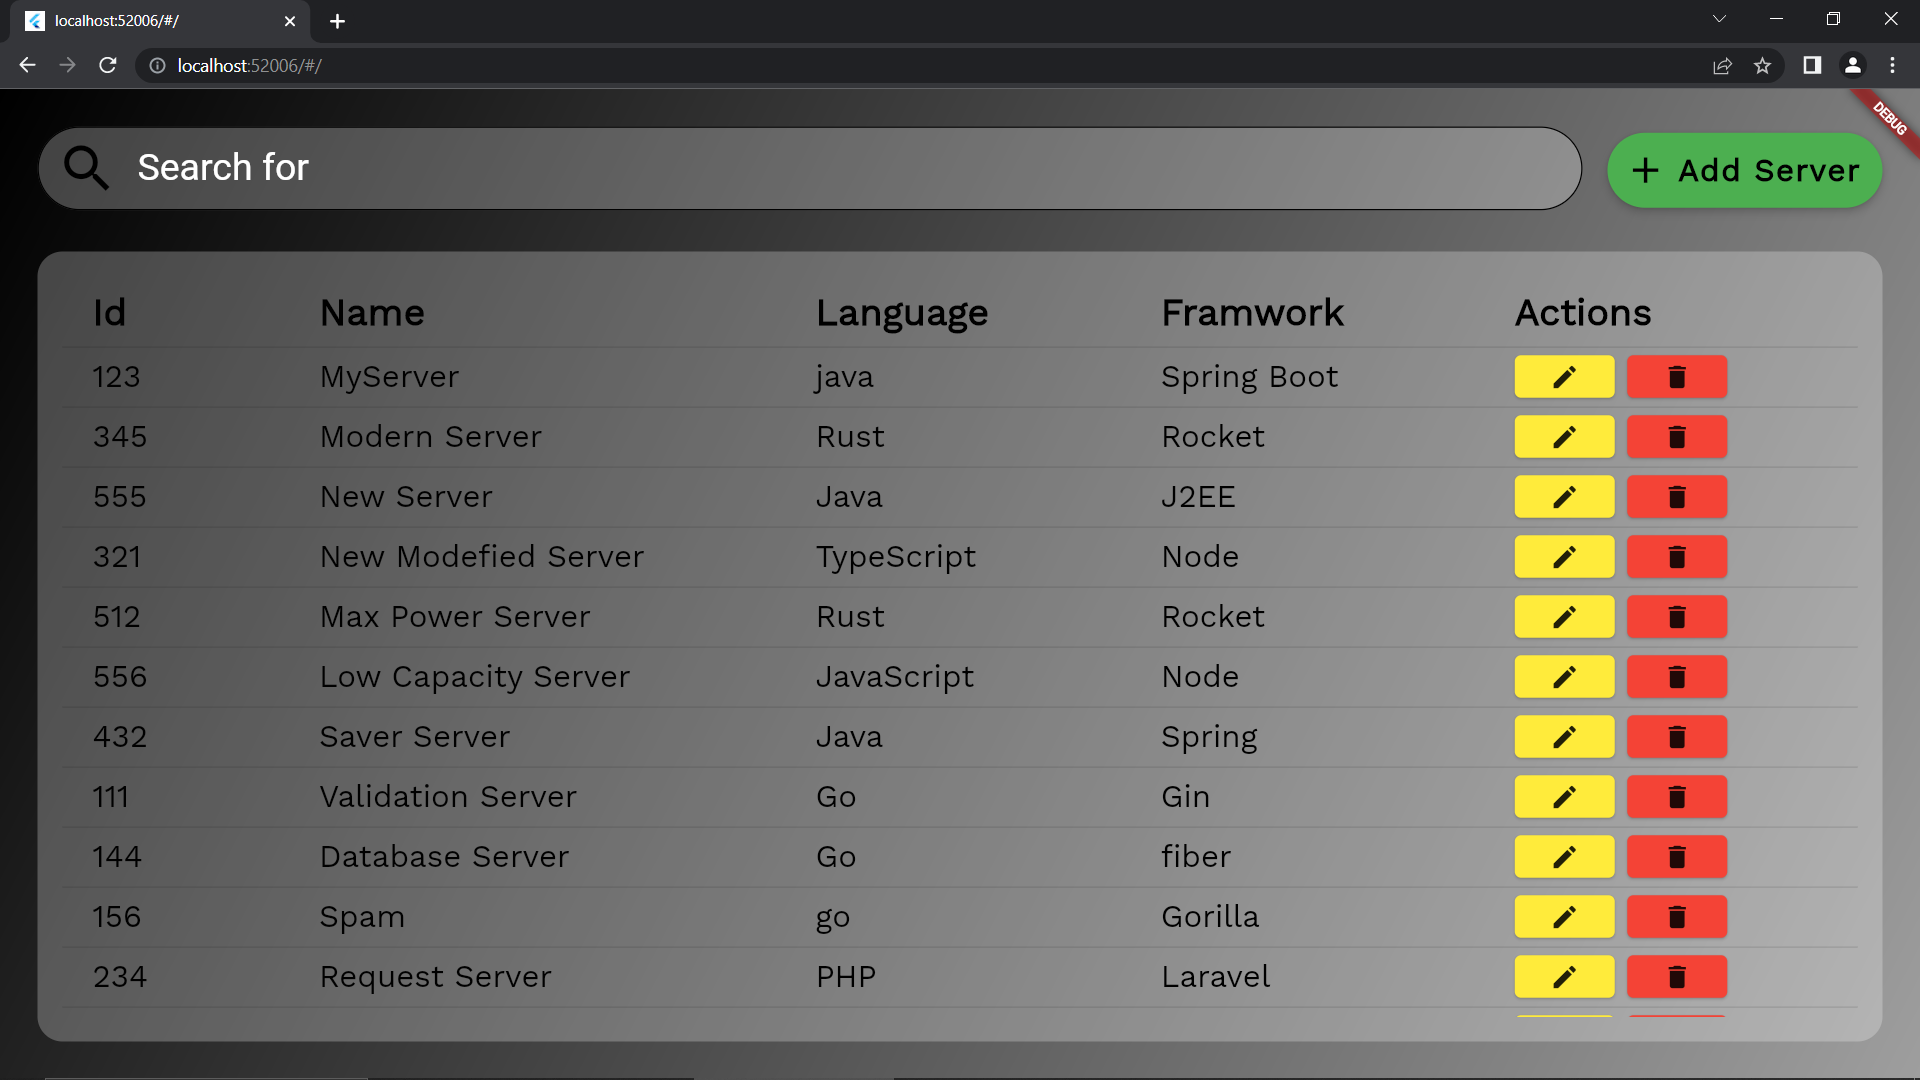 localhost:52006/#/
localhost:52006/#/
DEBUG
Search for
Add Server
Id Name Language Framwork Actions
123 MyServer java Spring Boot
345 Modern Server Rust Rocket
555 New Server Java J2EE
321 New Modefied Server TypeScript Node
512 Max Power Server Rust Rocket
556 Low Capacity Server JavaScript Node
432 Saver Server Java Spring
111 Validation Server Go Gin
144 Database Server Go fiber
156 Spam go Gorilla
234 Request Server PHP Laravel